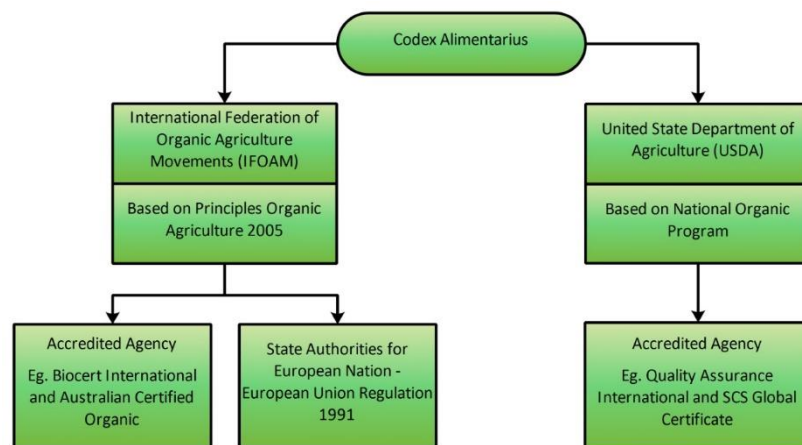 Codex Alimentarius
International Federation of
Organic Agriculture
Movements (IFOAM)
Based on Principles Organic
Agriculture 2005
United State Department of
Agriculture (USDA)
Based on National Organic
Program
Accredited Agency
Eg. Biocert International
and Australian Certified
Organic
State Authorities for
European Nation -
European Union Regulation
1991
Accredited Agency
Eg. Quality Assurance
International and SCS Global
Certificate